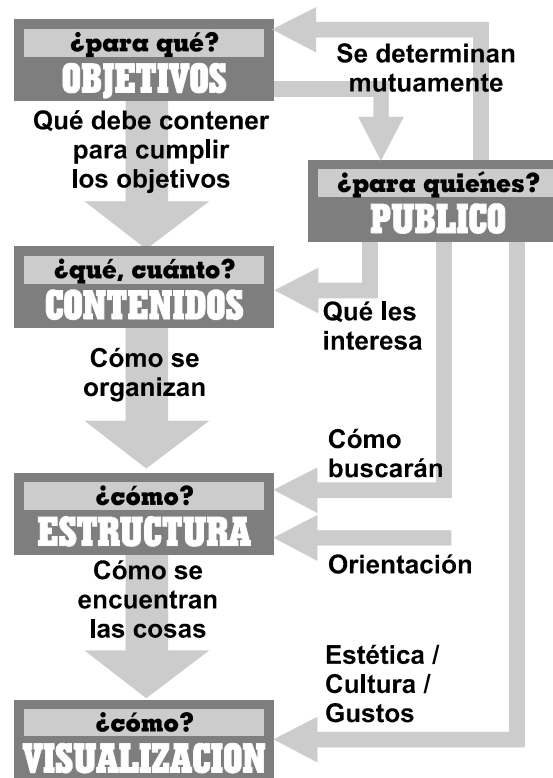 ¿para qué?
OBJETIVOS
Se determinan
mutuamente
Qué debe contener
para cumplir
los objetivos
¿para quiénes?
PUBLICO
¿qué, cuánto?
CONTENIDOS
Qué les
interesa
Cómo se
organizan
Cómo
buscarán
¿cómo?
ESTRUCTURA
Orientación
Cómo se
encuentran
las cosas
Estética /
Cultura /
Gustos
¿cómo?
VISUALIZACION